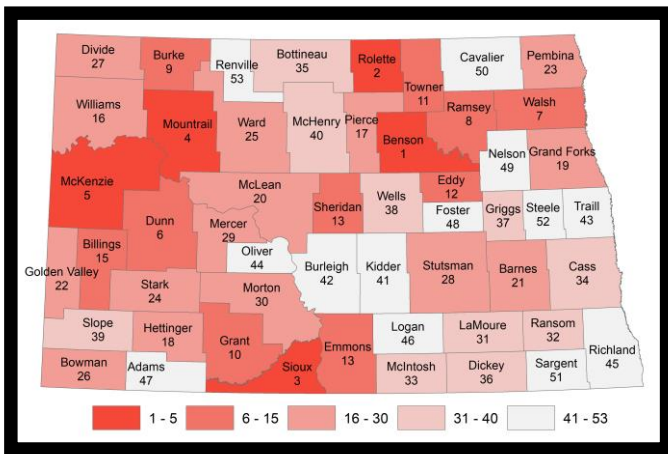 Divide
27
Burke
9
Renville
53
Bottineau
35
Rolette
2
Towner
11
Cavalier
50
Pembina
23
Williams
16
Mountrail
4
Ward
25
McHenry
40
Pierce
17
Benson
1
Ramsey
8
Walsh
7
Nelson
49
Grand Forks
19
McKenzie
5
McLean
20
Sheridan
13
Wells
38
Eddy
12
Foster
48
Griggs
37
Steele
52
Traill
43
Dunn
6
Mercer
29
Oliver
44
Billings
15
Golden Valley
22
Stark
24
Morton
30
Burleigh
42
Kidder
41
Stutsman
28
Barnes
21
Cass
34
Slope
39
Hettinger
18
Grant
10
Emmons
13
Logan
46
LaMoure
31
Ransom
32
Richland
45
Bowman
26
Adams
47
Sioux
3
McIntosh
33
Dickey
36
Sargent
51
1 - 5
6 - 15
16 - 30
31 - 40
41 - 53